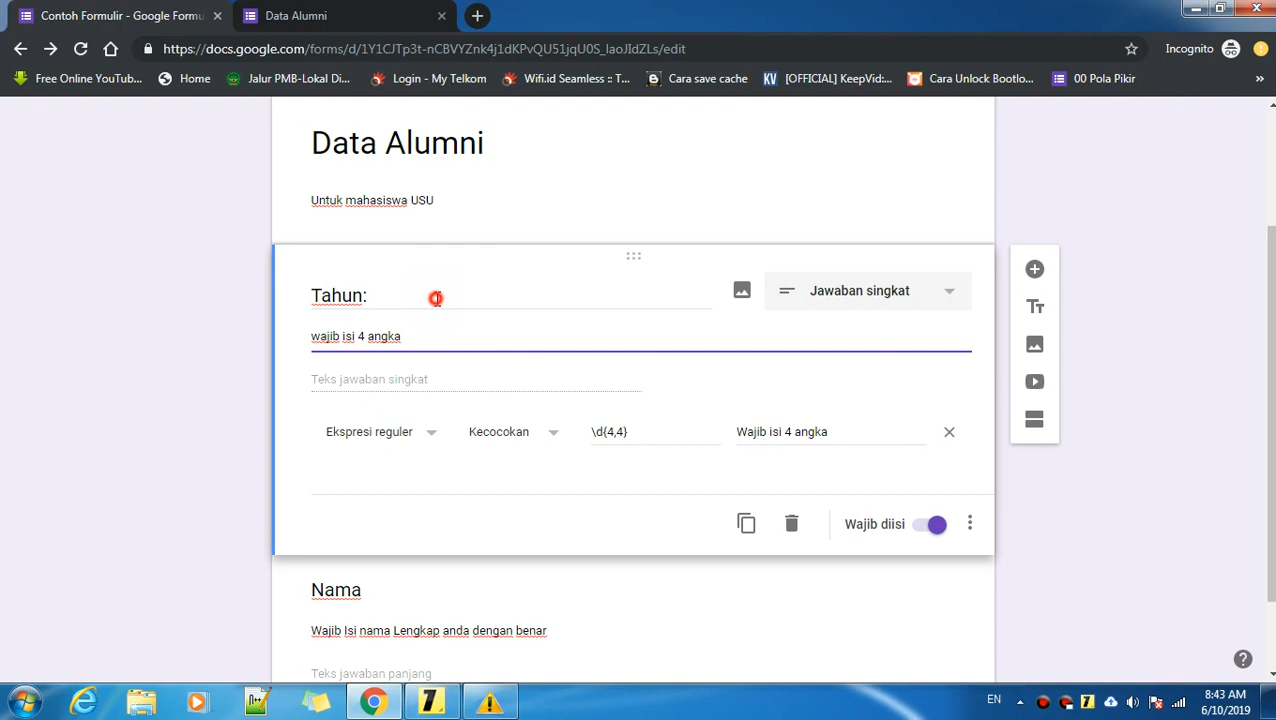 Contoh Formulir - Google Formu
Data Alumni
https://docs.google.com/forms/d/1Y1CJTp3t-nCBVYZnk4j1dKPvQU51jqU0S_IaoJIdZLs/edit
Incognito
Free Online YouTub...
Home
Jalur PMB-Lokal Di...
Login - My Telkom
Wifi.id Seamless :: T...
Cara save cache
KV
[OFFICIAL] KeepVid:...
Cara Unlock Bootlo...
00 Pola Pikir
»
Data Alumni
Untuk mahasiswa USU
Tahun:
Jawaban singkat
wajib isi 4 angka
Teks jawaban singkat
Ekspresi reguler
Kecocokan
\d{4,4}
Wajib isi 4 angka
Wajib diisi
Nama
Wajib Isi nama Lengkap anda dengan benar
Teks jawaban panjang
EN
8:43 AM
6/10/2019